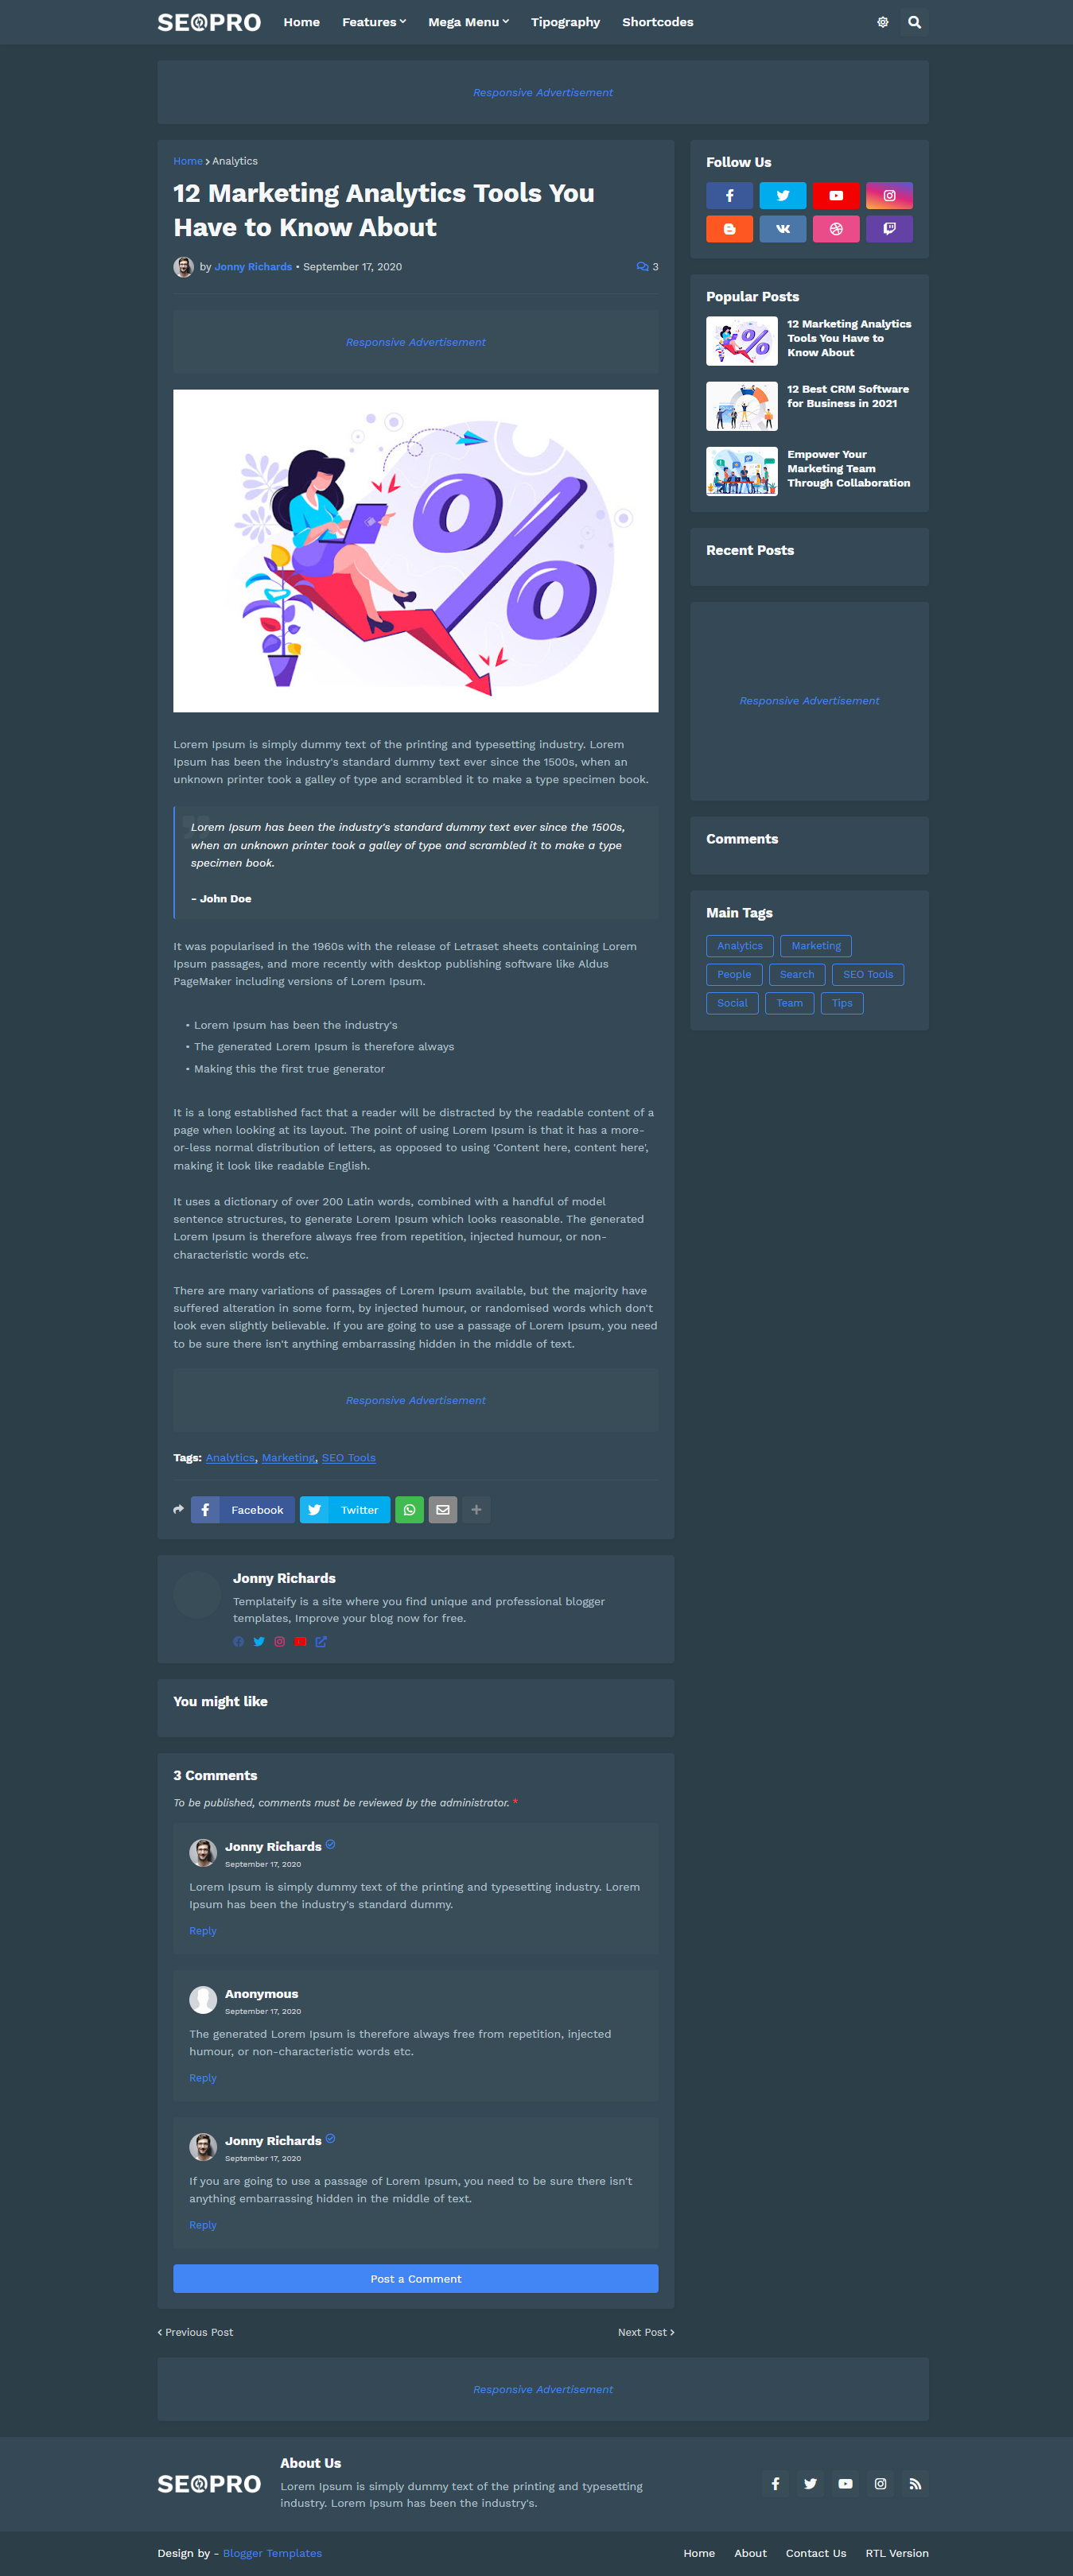 SEOPRO
Home
Features
Mega Menu
Tipography
Shortcodes
Responsive Advertisement
Home > Analytics
12 Marketing Analytics Tools You
Have to Know About
by Jonny Richards • September 17, 2020
3
Responsive Advertisement
%
Lorem Ipsum is simply dummy text of the printing and typesetting industry. Lorem
Ipsum has been the industry's standard dummy text ever since the 1500s, when an
unknown printer took a galley of type and scrambled it to make a type specimen book.
Lorem Ipsum has been the industry's standard dummy text ever since the 1500s,
when an unknown printer took a galley of type and scrambled it to make a type
specimen book.
- John Doe
It was popularised in the 1960s with the release of Letraset sheets containing Lorem
Ipsum passages, and more recently with desktop publishing software like Aldus
PageMaker including versions of Lorem Ipsum.
• Lorem Ipsum has been the industry's
• The generated Lorem Ipsum is therefore always
• Making this the first true generator
It is a long established fact that a reader will be distracted by the readable content of a
page when looking at its layout. The point of using Lorem Ipsum is that it has a more-
or-less normal distribution of letters, as opposed to using 'Content here, content here',
making it look like readable English.
It uses a dictionary of over 200 Latin words, combined with a handful of model
sentence structures, to generate Lorem Ipsum which looks reasonable. The generated
Lorem Ipsum is therefore always free from repetition, injected humour, or non-
characteristic words etc.
There are many variations of passages of Lorem Ipsum available, but the majority have
suffered alteration in some form, by injected humour, or randomised words which don't
look even slightly believable. If you are going to use a passage of Lorem Ipsum, you need
to be sure there isn't anything embarrassing hidden in the middle of text.
Responsive Advertisement
Tags: Analytics, Marketing, SEO Tools
Facebook
Twitter
Jonny Richards
Templateify is a site where you find unique and professional blogger
templates, Improve your blog now for free.
You might like
3 Comments
To be published, comments must be reviewed by the administrator. *
Jonny Richards
September 17, 2020
Lorem Ipsum is simply dummy text of the printing and typesetting industry. Lorem
Ipsum has been the industry's standard dummy.
Reply
Anonymous
September 17, 2020
The generated Lorem Ipsum is therefore always free from repetition, injected
humour, or non-characteristic words etc.
Reply
Jonny Richards
September 17, 2020
If you are going to use a passage of Lorem Ipsum, you need to be sure there isn't
anything embarrassing hidden in the middle of text.
Reply
Post a Comment
Previous Post
Next Post
Follow Us
Popular Posts
12 Marketing Analytics
Tools You Have to
Know About
12 Best CRM Software
for Business in 2021
Empower Your
Marketing Team
Through Collaboration
Recent Posts
Responsive Advertisement
Comments
Main Tags
Analytics
Marketing
People
Search
SEO Tools
Social
Team
Tips
Responsive Advertisement
SEOPRO
About Us
Lorem Ipsum is simply dummy text of the printing and typesetting
industry. Lorem Ipsum has been the industry's.
Design by - Blogger Templates
Home
About
Contact Us
RTL Version